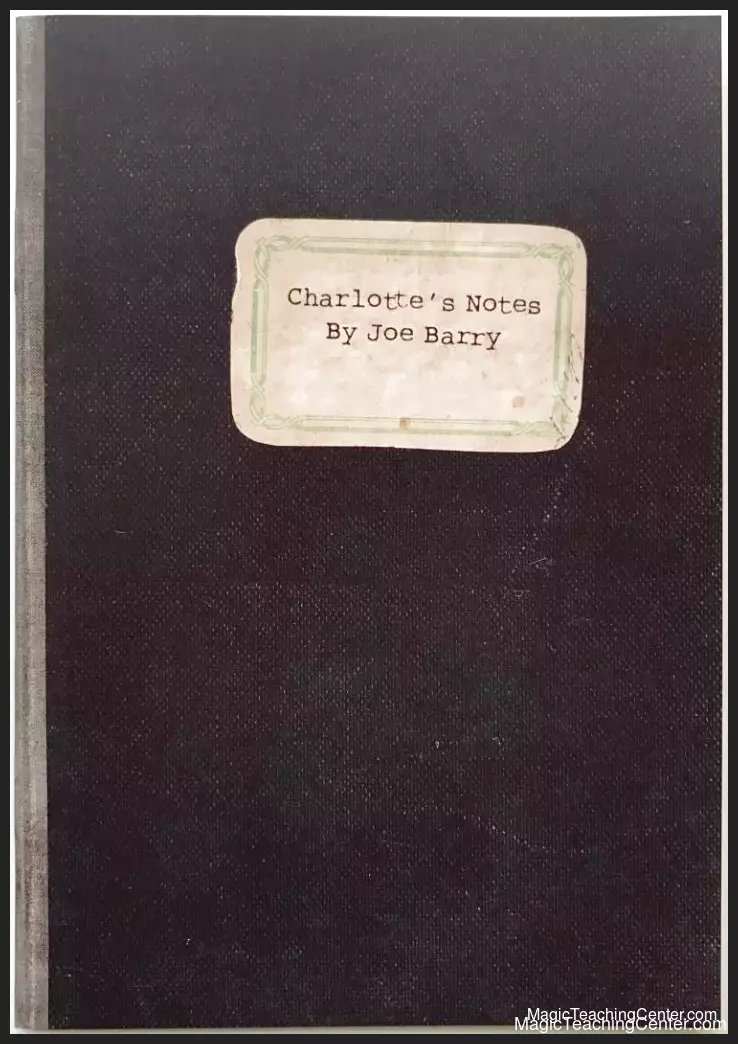 Charlotte's Notes
By Joe Barry
MagicTeachingCenter.com
MagicTeachingCenter.com